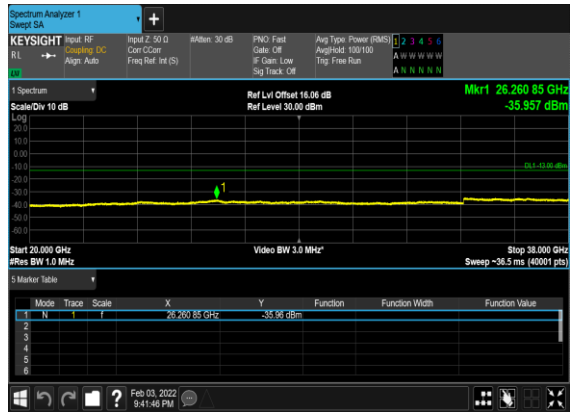 Spectrum Analyzer 1
Swept SA
+
KEYSIGHT Input: RF Input Z: 50 Ω #Atten: 30 dB PNO: Fast Avg Type: Power (RMS) 1 2 3 4 5 6
RL Coupling: DC Corr CCorr Gate: Off Avg|Hold: 100/100 A W W W W W
Align: Auto Freq Ref: Int (S) IF Gain: Low Trig: Free Run
Sig Track: Off A N N N N N
LU
1 Spectrum Ref Lvl Offset 16.06 dB Mkr1 26.260 85 GHz
Scale/Div 10 dB Ref Level 30.00 dBm -35.957 dBm
Log
20.0
10.0
0.00
-10.0 DL1 -13.00 dBm
-20.0
-30.0 1
-40.0
-50.0
-60.0
Start 20.000 GHz Video BW 3.0 MHz* Stop 38.000 GHz
#Res BW 1.0 MHz Sweep ~36.5 ms (40001 pts)
5 Marker Table
Mode Trace Scale X Y Function Function Width Function Value
1 N 1 f 26.260 85 GHz -35.96 dBm
2
3
4
5
6
? Feb 03, 2022
9:41:46 PM